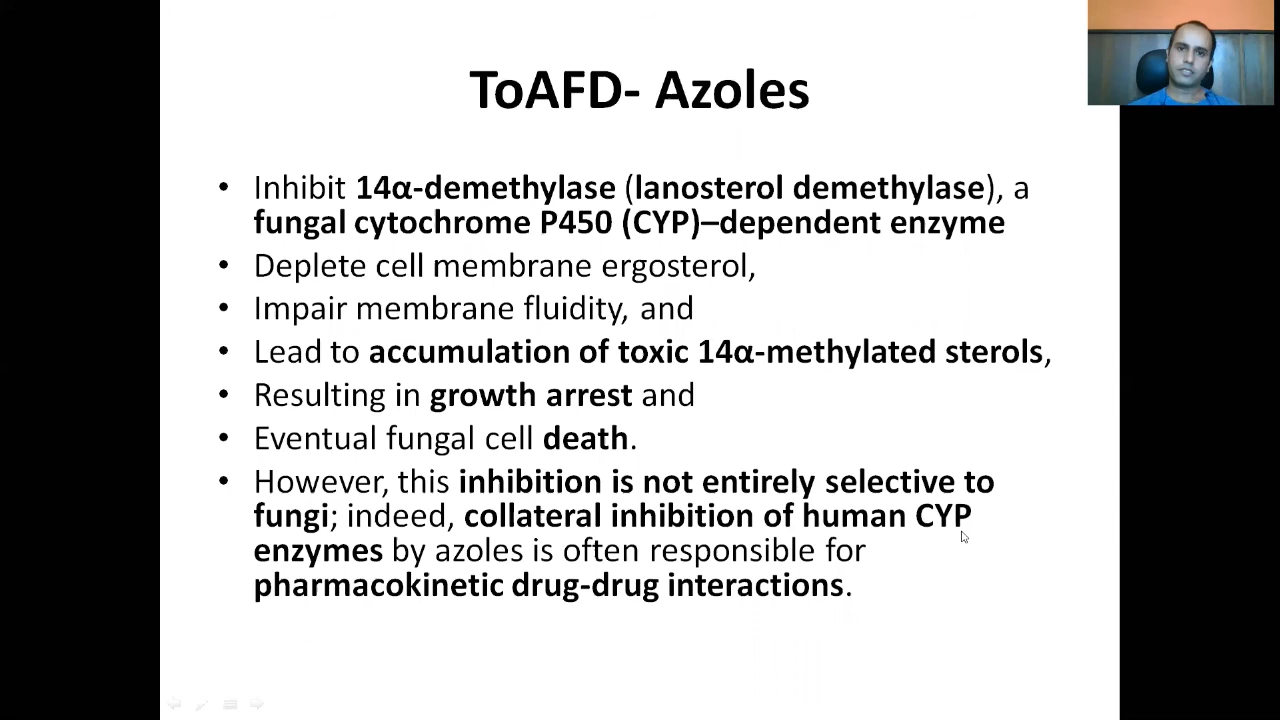 ToAFD- Azoles
• Inhibit 14α-demethylase (lanosterol demethylase), a
fungal cytochrome P450 (CYP)–dependent enzyme
• Deplete cell membrane ergosterol,
• Impair membrane fluidity, and
• Lead to accumulation of toxic 14α-methylated sterols,
• Resulting in growth arrest and
• Eventual fungal cell death.
• However, this inhibition is not entirely selective to
fungi; indeed, collateral inhibition of human CYP
enzymes by azoles is often responsible for
pharmacokinetic drug-drug interactions.